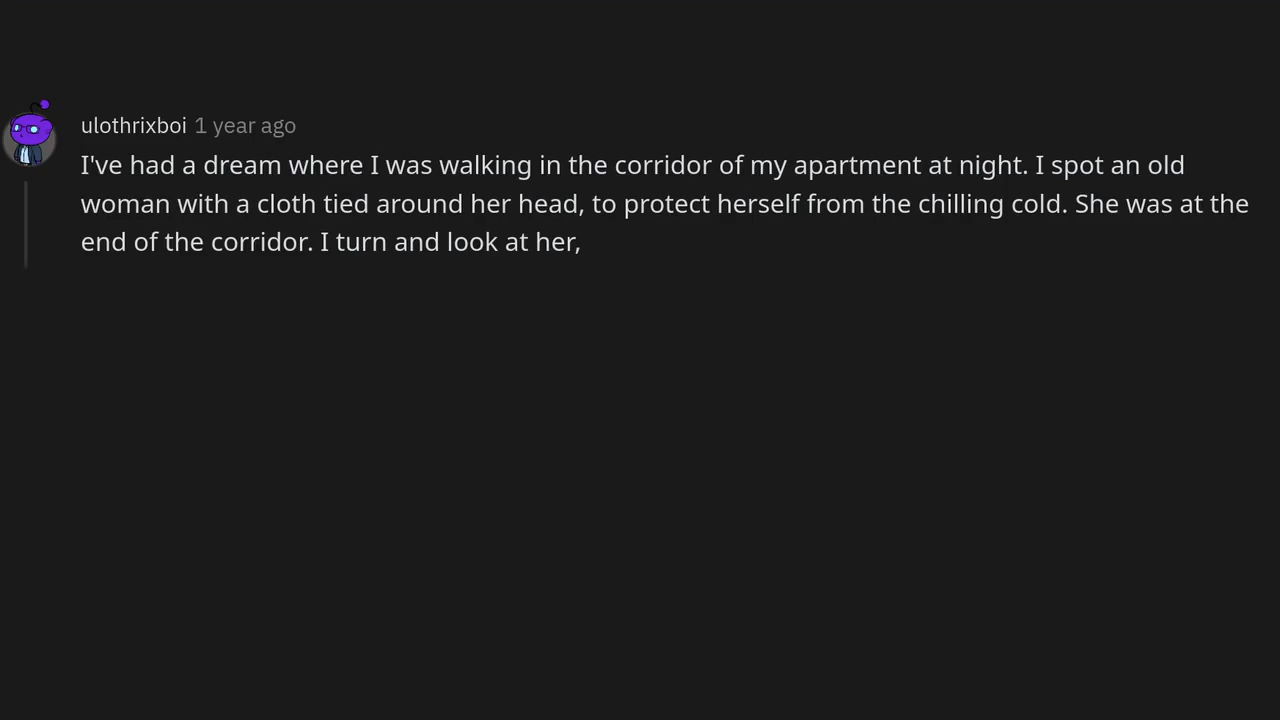 ulothrixboi 1 year ago
I've had a dream where I was walking in the corridor of my apartment at night. I spot an old
woman with a cloth tied around her head, to protect herself from the chilling cold. She was at the
end of the corridor. I turn and look at her,